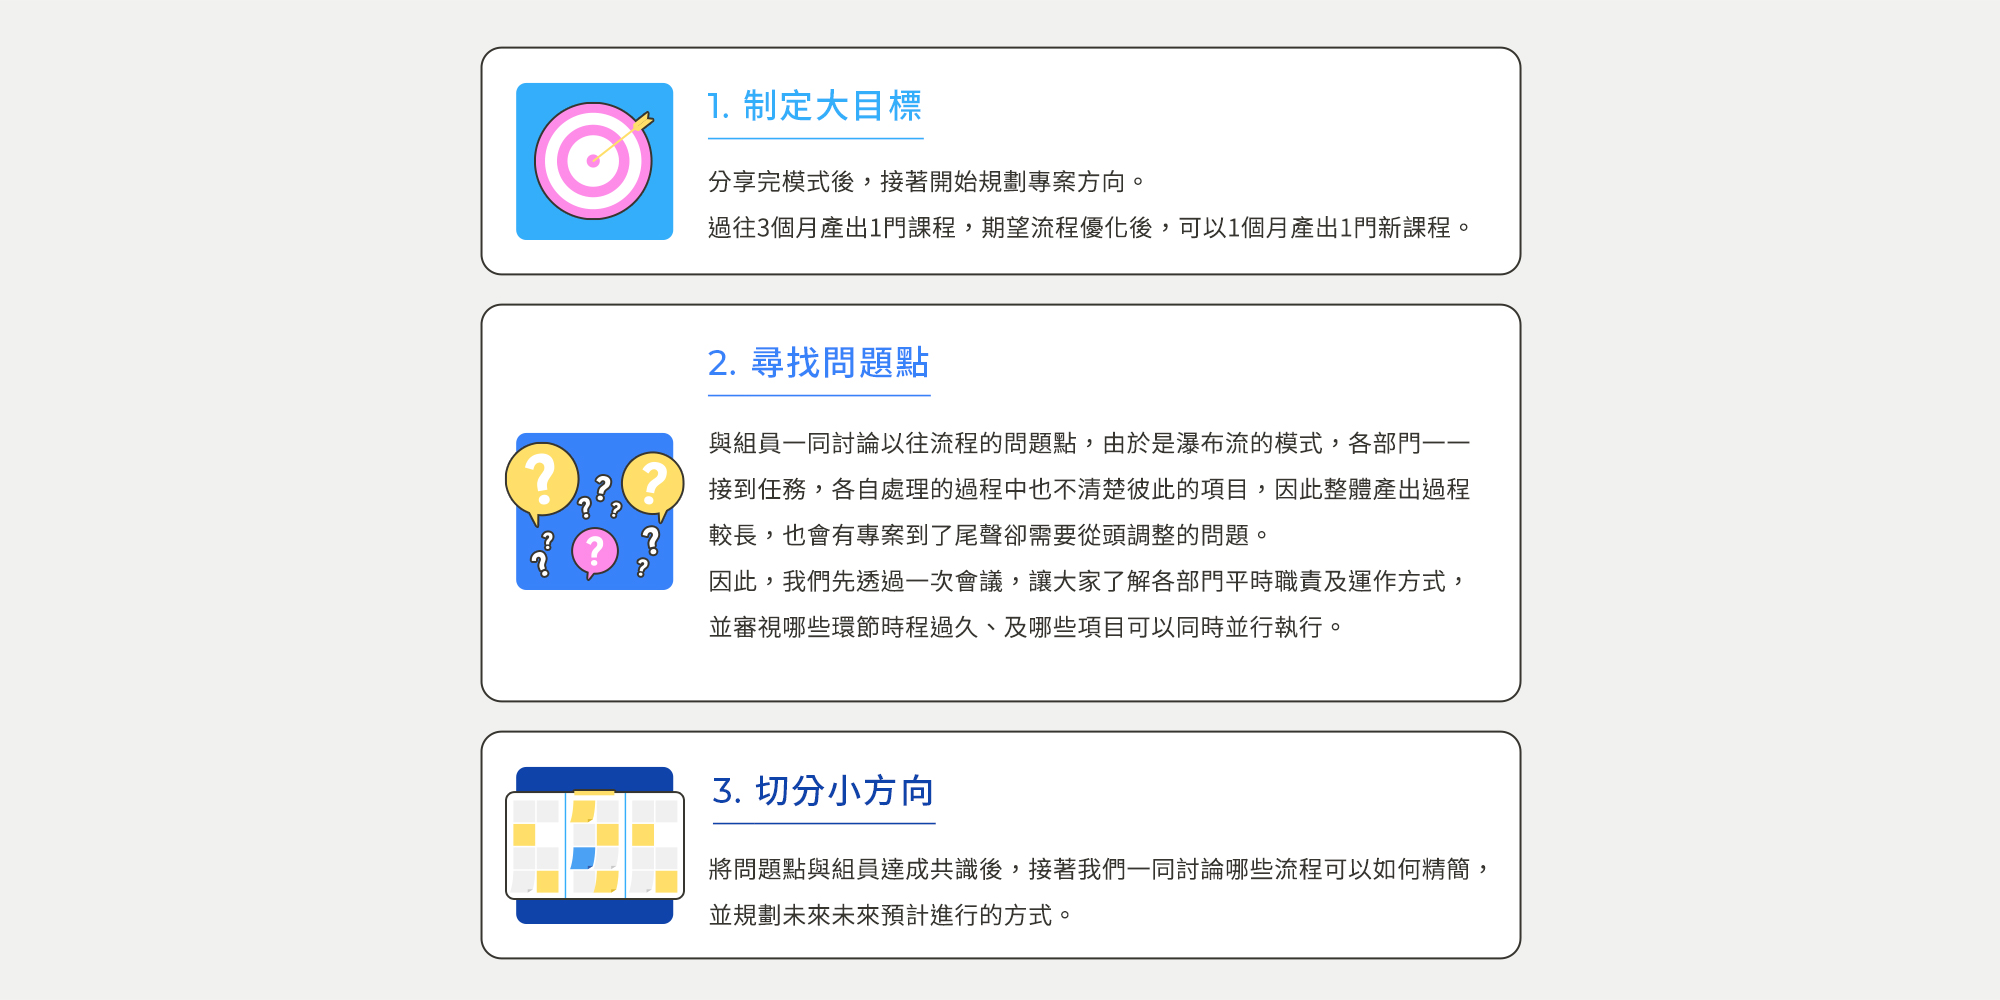 1. 制定大目標
分享完模式後，接著開始規劃專案方向。
過往3個月產出1門課程，期望流程優化後，可以1個月產出1門新課程。
2. 尋找問題點
與組員一同討論以往流程的問題點，由於是瀑布流的模式，各部門一一
接到任務，各自處理的過程中也不清楚彼此的項目，因此整體產出過程
較長，也會有專案到了尾聲卻需要從頭調整的問題。
因此，我們先透過一次會議，讓大家了解各部門平時職責及運作方式，
並審視哪些環節時程過久、及哪些項目可以同時並行執行。
3. 切分小方向
將問題點與組員達成共識後，接著我們一同討論哪些流程可以如何精簡，
並規劃未來未來預計進行的方式。